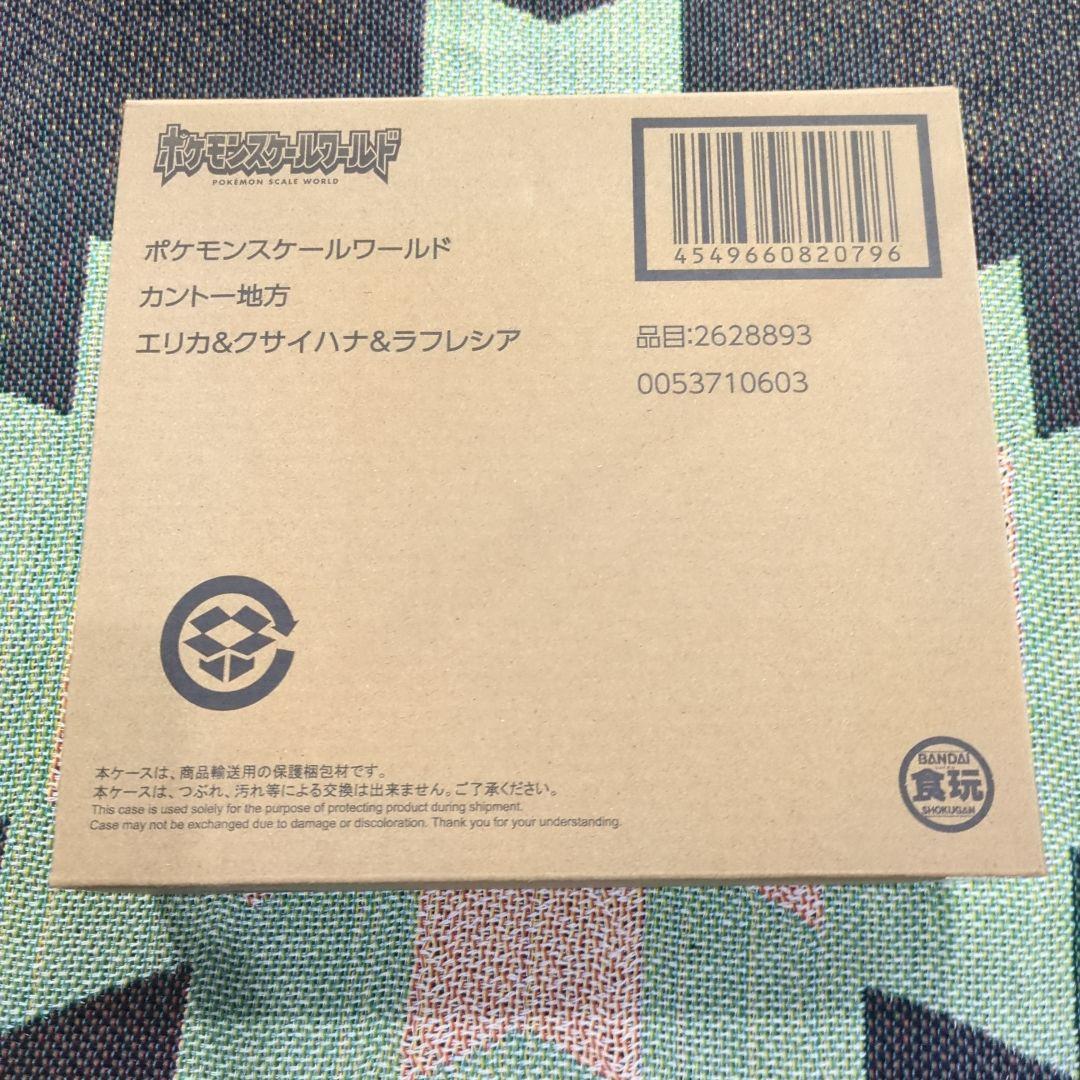 ポケモンスケールワールド
POKÉMON SCALE WORLD
4549660820796
ポケモンスケールワールド
カントー地方
エリカ&クサイハナ&ラフレシア
品目:2628893
0053710603
本ケースは、商品輸送用の保護梱包材です。
本ケースは、つぶれ、汚れ等による交換は出来ません。ご了承ください。
This case is used solely for the purpose of protecting product during shipment.
Case may not be exchanged due to damage or discoloration. Thank you for your understanding.
BANDAI
食玩
SHOKUGAN